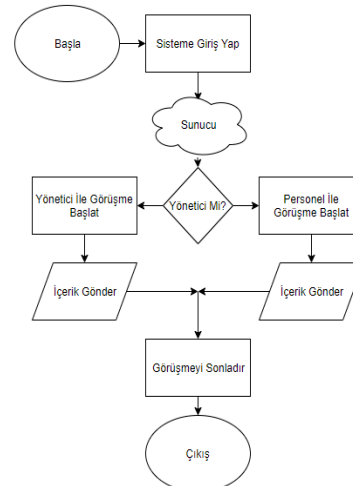 Başla
Sisteme Giriş Yap
Sunucu
Yönetici İle Görüşme
Başlat
Yönetici Mi?
Personel İle
Görüşme Başlat
İçerik Gönder
İçerik Gönder
Görüşmeyi Sonladır
Çıkış